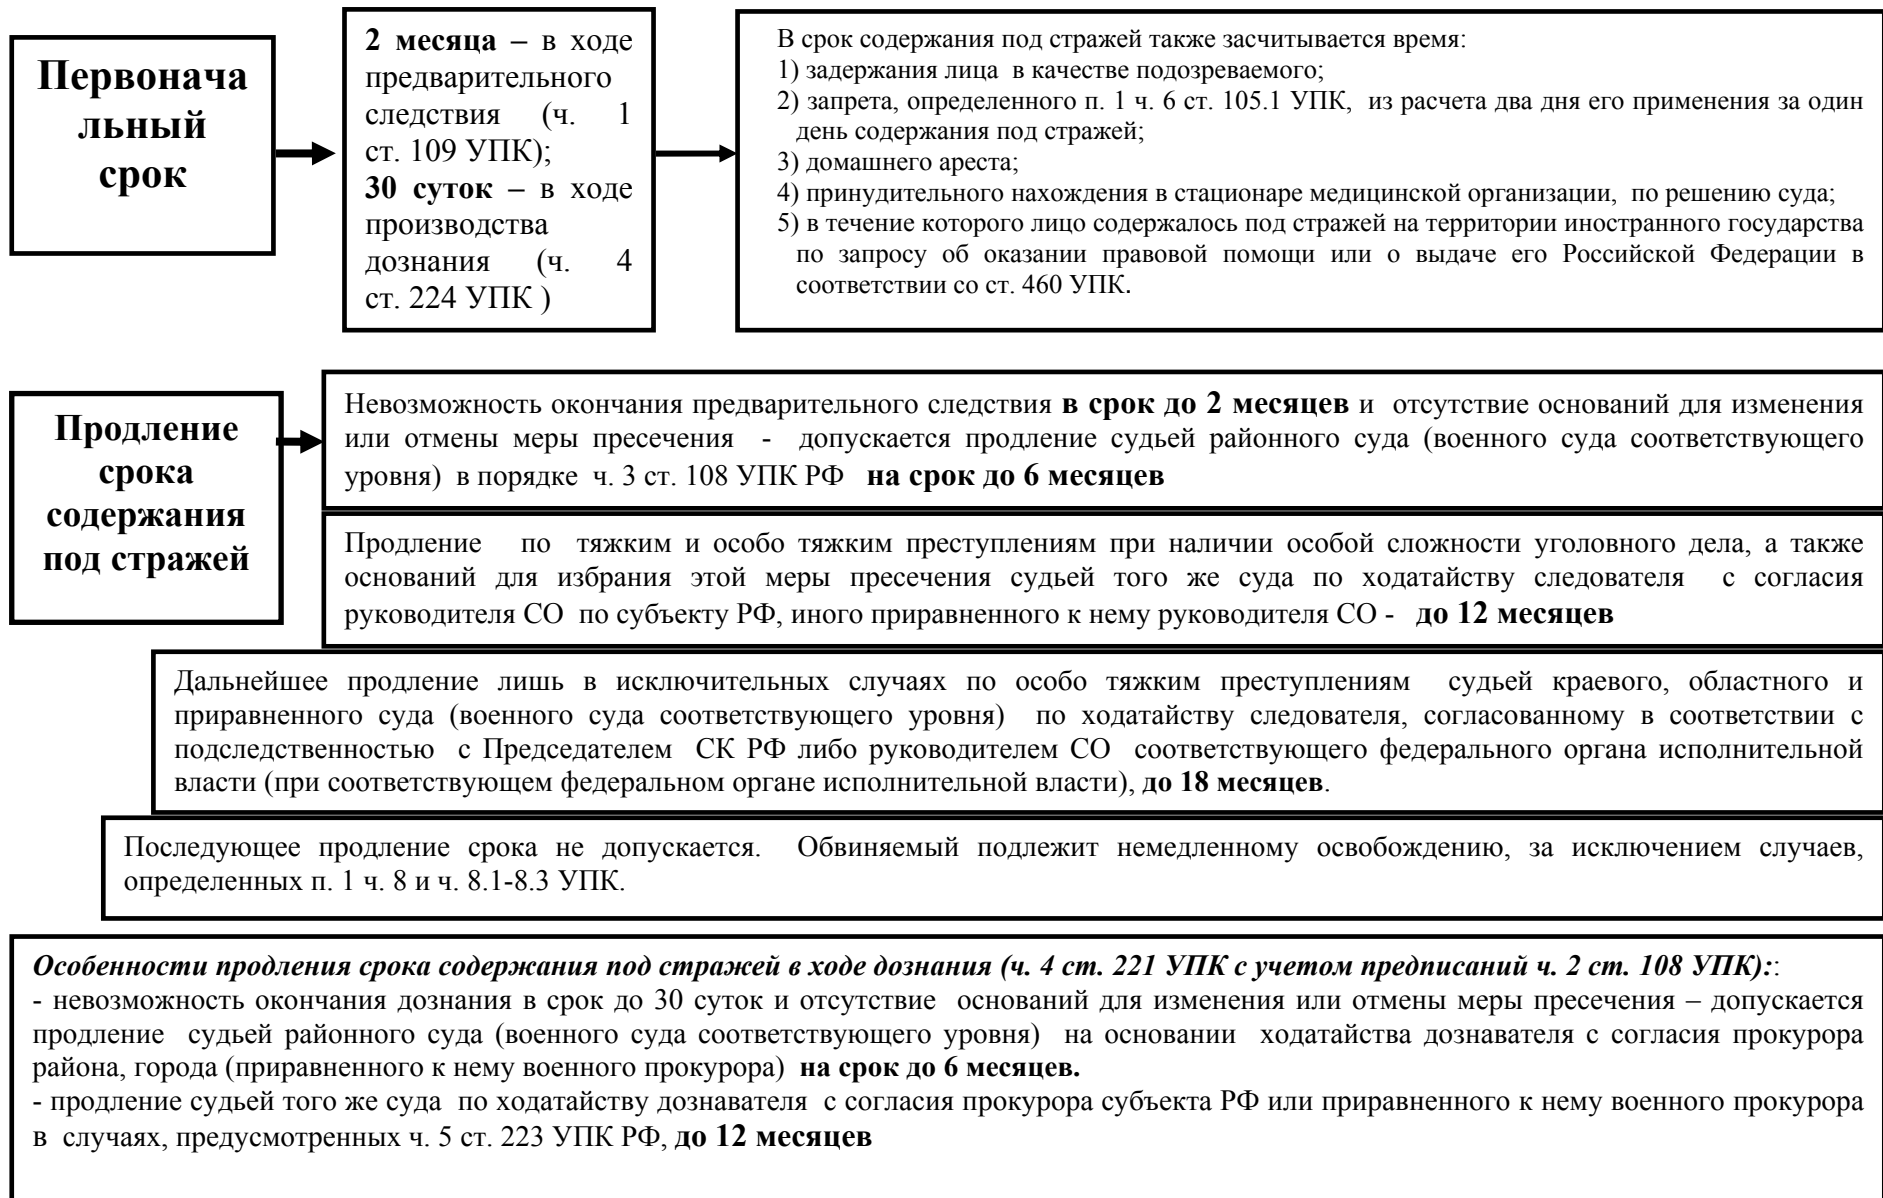 Первонача
льный
срок
2 месяца – в ходе
предварительного
следствия (ч. 1
ст. 109 УПК);
30 суток – в ходе
производства
дознания (ч. 4
ст. 224 УПК )
В срок содержания под стражей также засчитывается время:
1) задержания лица в качестве подозреваемого;
2) запрета, определенного п. 1 ч. 6 ст. 105.1 УПК, из расчета два дня его применения за один
день содержания под стражей;
3) домашнего ареста;
4) принудительного нахождения в стационаре медицинской организации, по решению суда;
5) в течение которого лицо содержалось под стражей на территории иностранного государства
по запросу об оказании правовой помощи или о выдаче его Российской Федерации в
соответствии со ст. 460 УПК.
Продление
срока
содержания
под стражей
Невозможность окончания предварительного следствия в срок до 2 месяцев и отсутствие оснований для изменения
или отмены меры пресечения - допускается продление судьей районного суда (военного суда соответствующего
уровня) в порядке ч. 3 ст. 108 УПК РФ на срок до 6 месяцев
Продление по тяжким и особо тяжким преступлениям при наличии особой сложности уголовного дела, а также
оснований для избрания этой меры пресечения судьей того же суда по ходатайству следователя с согласия
руководителя СО по субъекту РФ, иного приравненного к нему руководителя СО - до 12 месяцев
Дальнейшее продление лишь в исключительных случаях по особо тяжким преступлениям судьей краевого, областного и
приравненного суда (военного суда соответствующего уровня) по ходатайству следователя, согласованному в соответствии с
подследственностью с Председателем СК РФ либо руководителем СО соответствующего федерального органа исполнительной
власти (при соответствующем федеральном органе исполнительной власти), до 18 месяцев.
Последующее продление срока не допускается. Обвиняемый подлежит немедленному освобождению, за исключением случаев,
определенных п. 1 ч. 8 и ч. 8.1-8.3 УПК.
Особенности продления срока содержания под стражей в ходе дознания (ч. 4 ст. 221 УПК с учетом предписаний ч. 2 ст. 108 УПК)::
- невозможность окончания дознания в срок до 30 суток и отсутствие оснований для изменения или отмены меры пресечения – допускается
продление судьей районного суда (военного суда соответствующего уровня) на основании ходатайства дознавателя с согласия прокурора
района, города (приравненного к нему военного прокурора) на срок до 6 месяцев.
- продление судьей того же суда по ходатайству дознавателя с согласия прокурора субъекта РФ или приравненного к нему военного прокурора
в случаях, предусмотренных ч. 5 ст. 223 УПК РФ, до 12 месяцев